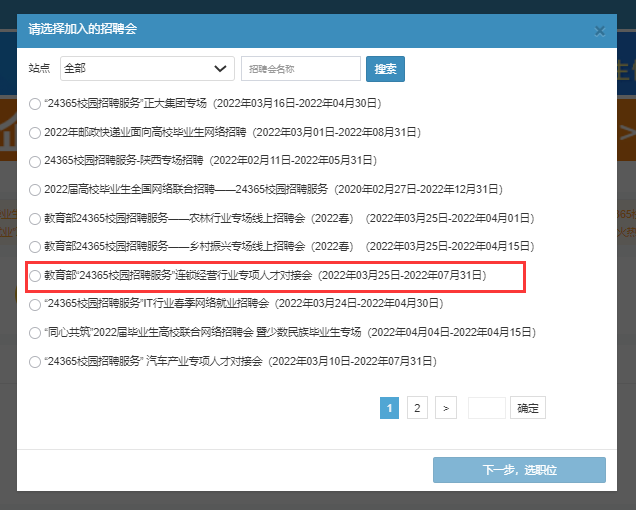 请选择加入的招聘会
×
站点 全部 招聘会名称 搜索
“24365校园招聘服务”正大集团专场（2022年03月16日-2022年04月30日）
2022年邮政快递业面向高校毕业生网络招聘（2022年03月01日-2022年08月31日）
24365校园招聘服务-陕西专场招聘（2022年02月11日-2022年05月31日）
2022届高校毕业生全国网络联合招聘——24365校园招聘服务（2020年02月27日-2022年12月31日）
教育部24365校园招聘服务——农林行业专场线上招聘会（2022春）（2022年03月25日-2022年04月01日）
教育部24365校园招聘服务——乡村振兴专场线上招聘会（2022春）（2022年03月25日-2022年04月15日）
教育部“24365校园招聘服务”连锁经营行业专项人才对接会（2022年03月25日-2022年07月31日）
“24365校园招聘服务”IT行业春季网络就业招聘会（2022年03月24日-2022年04月30日）
“同心共筑”2022届毕业生高校联合网络招聘会 暨少数民族毕业生专场（2022年04月04日-2022年04月15日）
“24365校园招聘服务” 汽车产业专项人才对接会（2022年03月10日-2022年07月31日）
1 2 > 确定
下一步，选职位